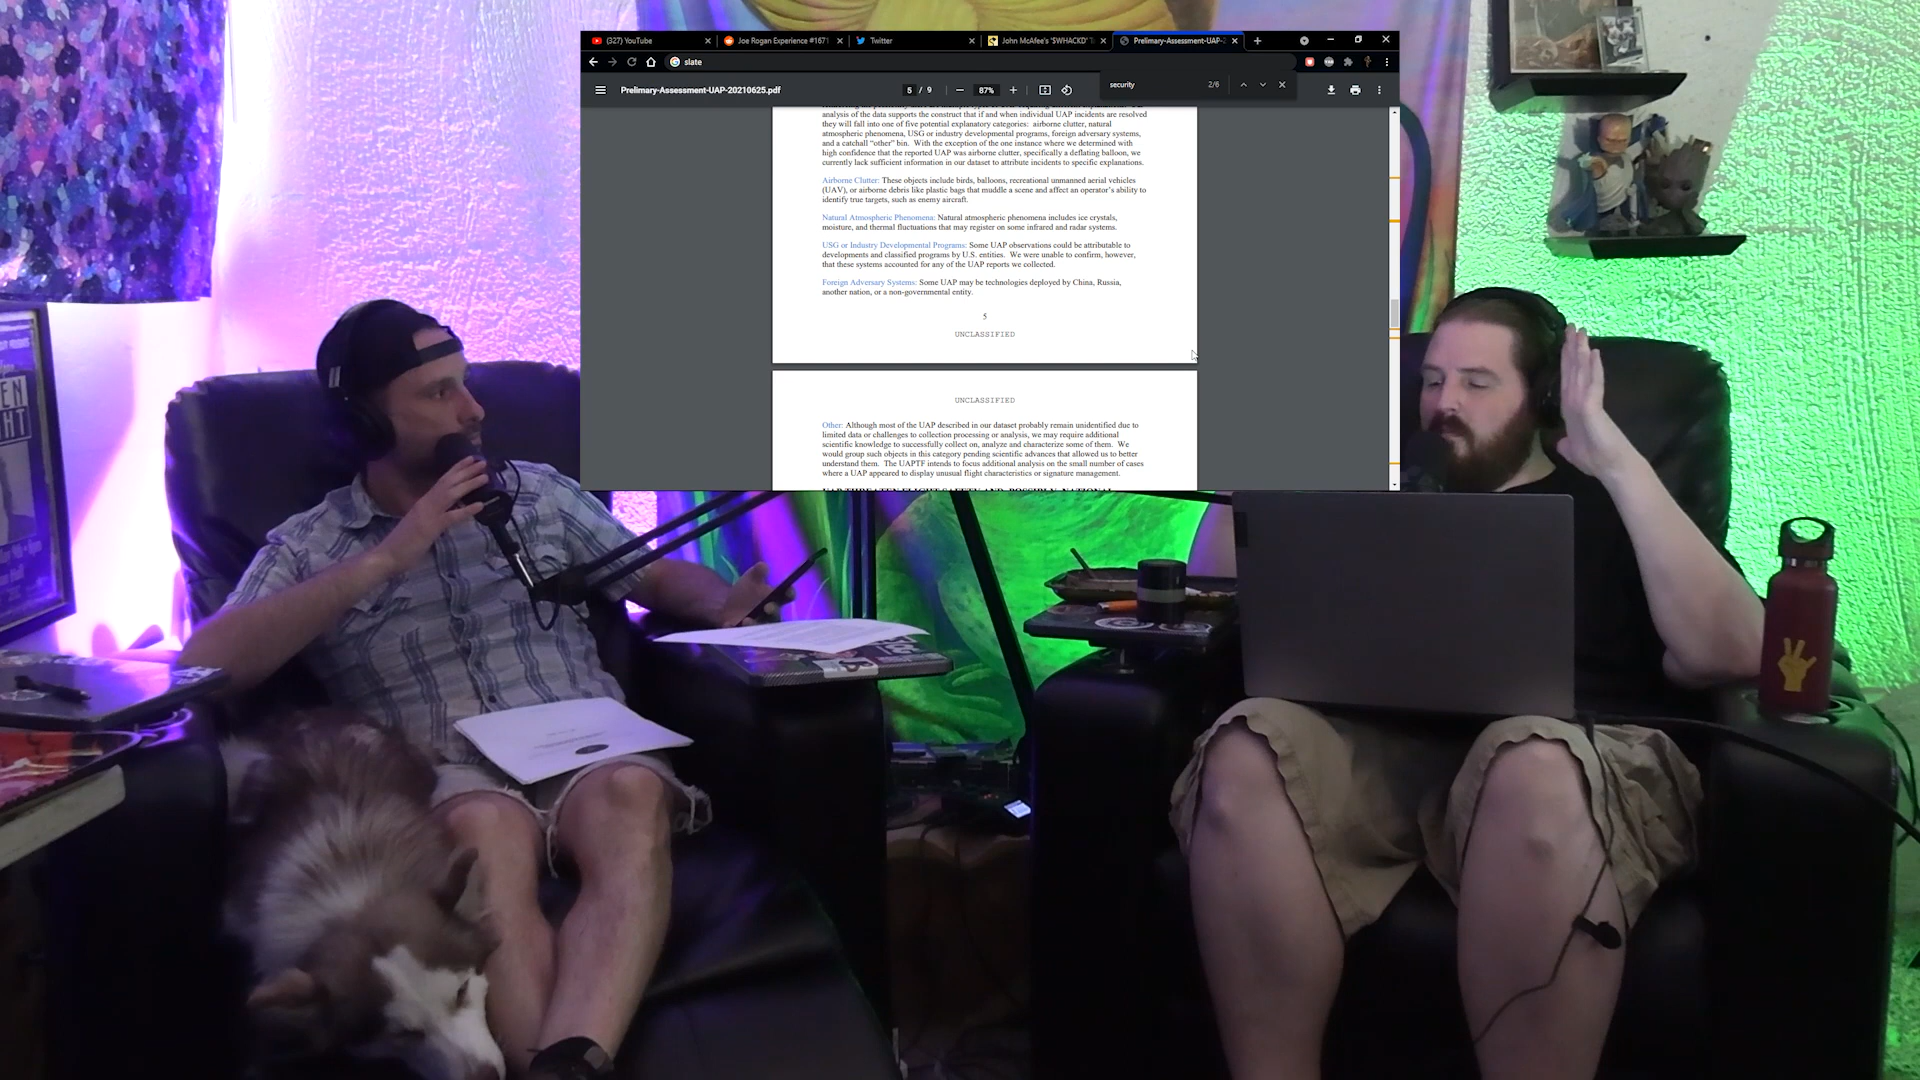 (327) YouTube
Joe Rogan Experience #1671
Twitter
John McAfee's '$WHACKD' T
Prelimary-Assessment-UAP-2
slate
Prelimary-Assessment-UAP-20210625.pdf
5 / 9
87%
security
2/6
analysis of the data supports the construct that if and when individual UAP incidents are resolved
they will fall into one of five potential explanatory categories: airborne clutter, natural
atmospheric phenomena, USG or industry developmental programs, foreign adversary systems,
and a catchall “other” bin. With the exception of the one instance where we determined with
high confidence that the reported UAP was airborne clutter, specifically a deflating balloon, we
currently lack sufficient information in our dataset to attribute incidents to specific explanations.
Airborne Clutter: These objects include birds, balloons, recreational unmanned aerial vehicles
(UAV), or airborne debris like plastic bags that muddle a scene and affect an operator’s ability to
identify true targets, such as enemy aircraft.
Natural Atmospheric Phenomena: Natural atmospheric phenomena includes ice crystals,
moisture, and thermal fluctuations that may register on some infrared and radar systems.
USG or Industry Developmental Programs: Some UAP observations could be attributable to
developments and classified programs by U.S. entities. We were unable to confirm, however,
that these systems accounted for any of the UAP reports we collected.
Foreign Adversary Systems: Some UAP may be technologies deployed by China, Russia,
another nation, or a non-governmental entity.
5
UNCLASSIFIED
UNCLASSIFIED
Other: Although most of the UAP described in our dataset probably remain unidentified due to
limited data or challenges to collection processing or analysis, we may require additional
scientific knowledge to successfully collect on, analyze and characterize some of them. We
would group such objects in this category pending scientific advances that allowed us to better
understand them. The UAPTF intends to focus additional analysis on the small number of cases
where a UAP appeared to display unusual flight characteristics or signature management.
UAP THREATEN FLIGHT SAFETY AND, POSSIBLY, NATIONAL